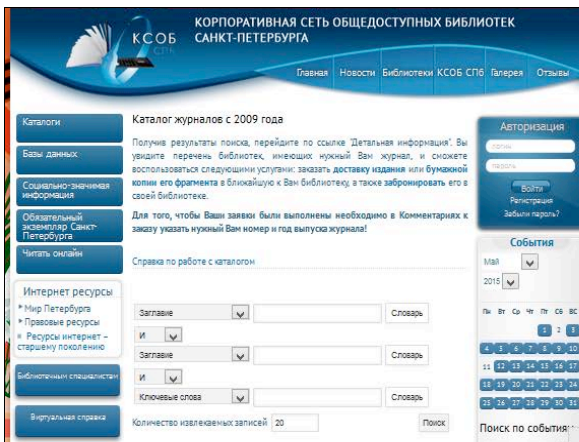 КСОБ
СПБ
КОРПОРАТИВНАЯ СЕТЬ ОБЩЕДОСТУПНЫХ БИБЛИОТЕК
САНКТ-ПЕТЕРБУРГА
Главная Новости Библиотеки КСОБ СПб Галерея Отзывы
Каталоги
Базы данных
Социально-значимая
информация
Обязательный
экземпляр Санкт-
Петербурга
Читать онлайн
Интернет ресурсы
Мир Петербурга
Правовые ресурсы
Ресурсы интернет –
старшему поколению
Библиотечным специалистам
Виртуальная справка
Каталог журналов с 2009 года
Получив результаты поиска, перейдите по ссылке "Детальная информация". Вы
увидите перечень библиотек, имеющих нужный Вам журнал, и сможете
воспользоваться следующими услугами: заказать доставку издания или бумажной
копии его фрагмента в ближайшую к Вам библиотеку, а также забронировать его в
своей библиотеке.
Для того, чтобы Ваши заявки были выполнены необходимо в Комментариях к
заказу указать нужный Вам номер и год выпуска журнала!
Справка по работе с каталогом
Заглавие Словарь
И
Заглавие Словарь
И
Ключевые слова Словарь
Количество извлекаемых записей 20 Поиск
Авторизация
логин
пароль
Войти
Регистрация
Забыли пароль?
События
Май
2015
Пн Вт Ср Чт Пт Сб ВС
1 2 3
4 5 6 7 8 9 10
11 12 13 14 15 16 17
18 19 20 21 22 23 24
25 26 27 28 29 30 31
Поиск по событиям